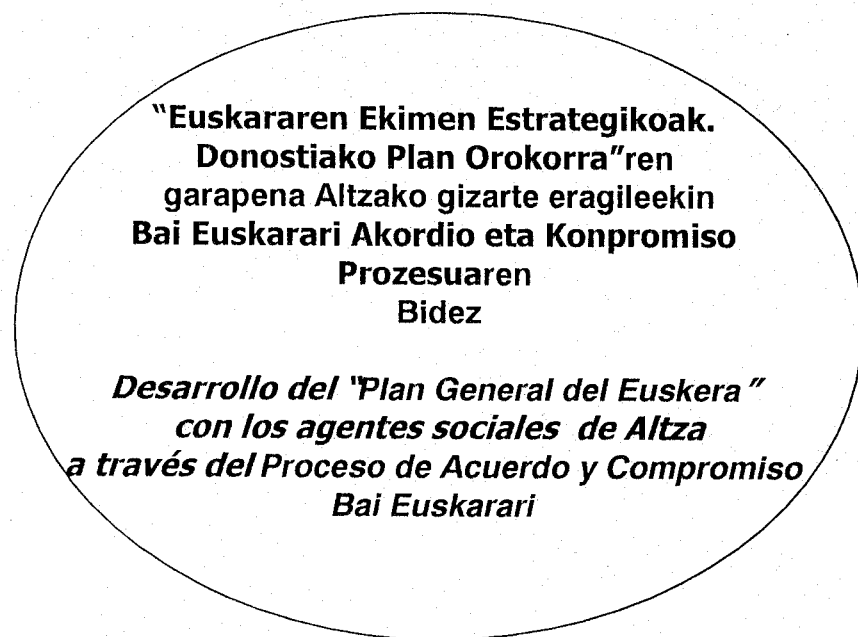 “Euskararen Ekimen Estrategikoak.
Donostiako Plan Orokorra”ren
garapena Altzako gizarte eragileekin
Bai Euskarari Akordio eta Konpromiso
Prozesuaren
Bidez
Desarrollo del “Plan General del Euskera”
con los agentes sociales de Altza
a través del Proceso de Acuerdo y Compromiso
Bai Euskarari